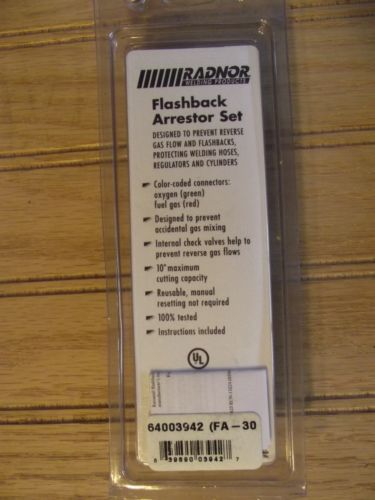 RADNOR
WELDING PRODUCTS
Flashback
Arrestor Set
DESIGNED TO PREVENT REVERSE
GAS FLOW AND FLASHBACKS,
PROTECTING WELDING HOSES,
REGULATORS AND CYLINDERS
Color-coded connectors:
oxygen (green)
fuel gas (red)
Designed to prevent
accidental gas mixing
Internal check valves help to
prevent reverse gas flows
10" maximum
cutting capacity
Reusable, manual
resetting not required
100% tested
Instructions included
UL
64003942 (FA-30
03942 7